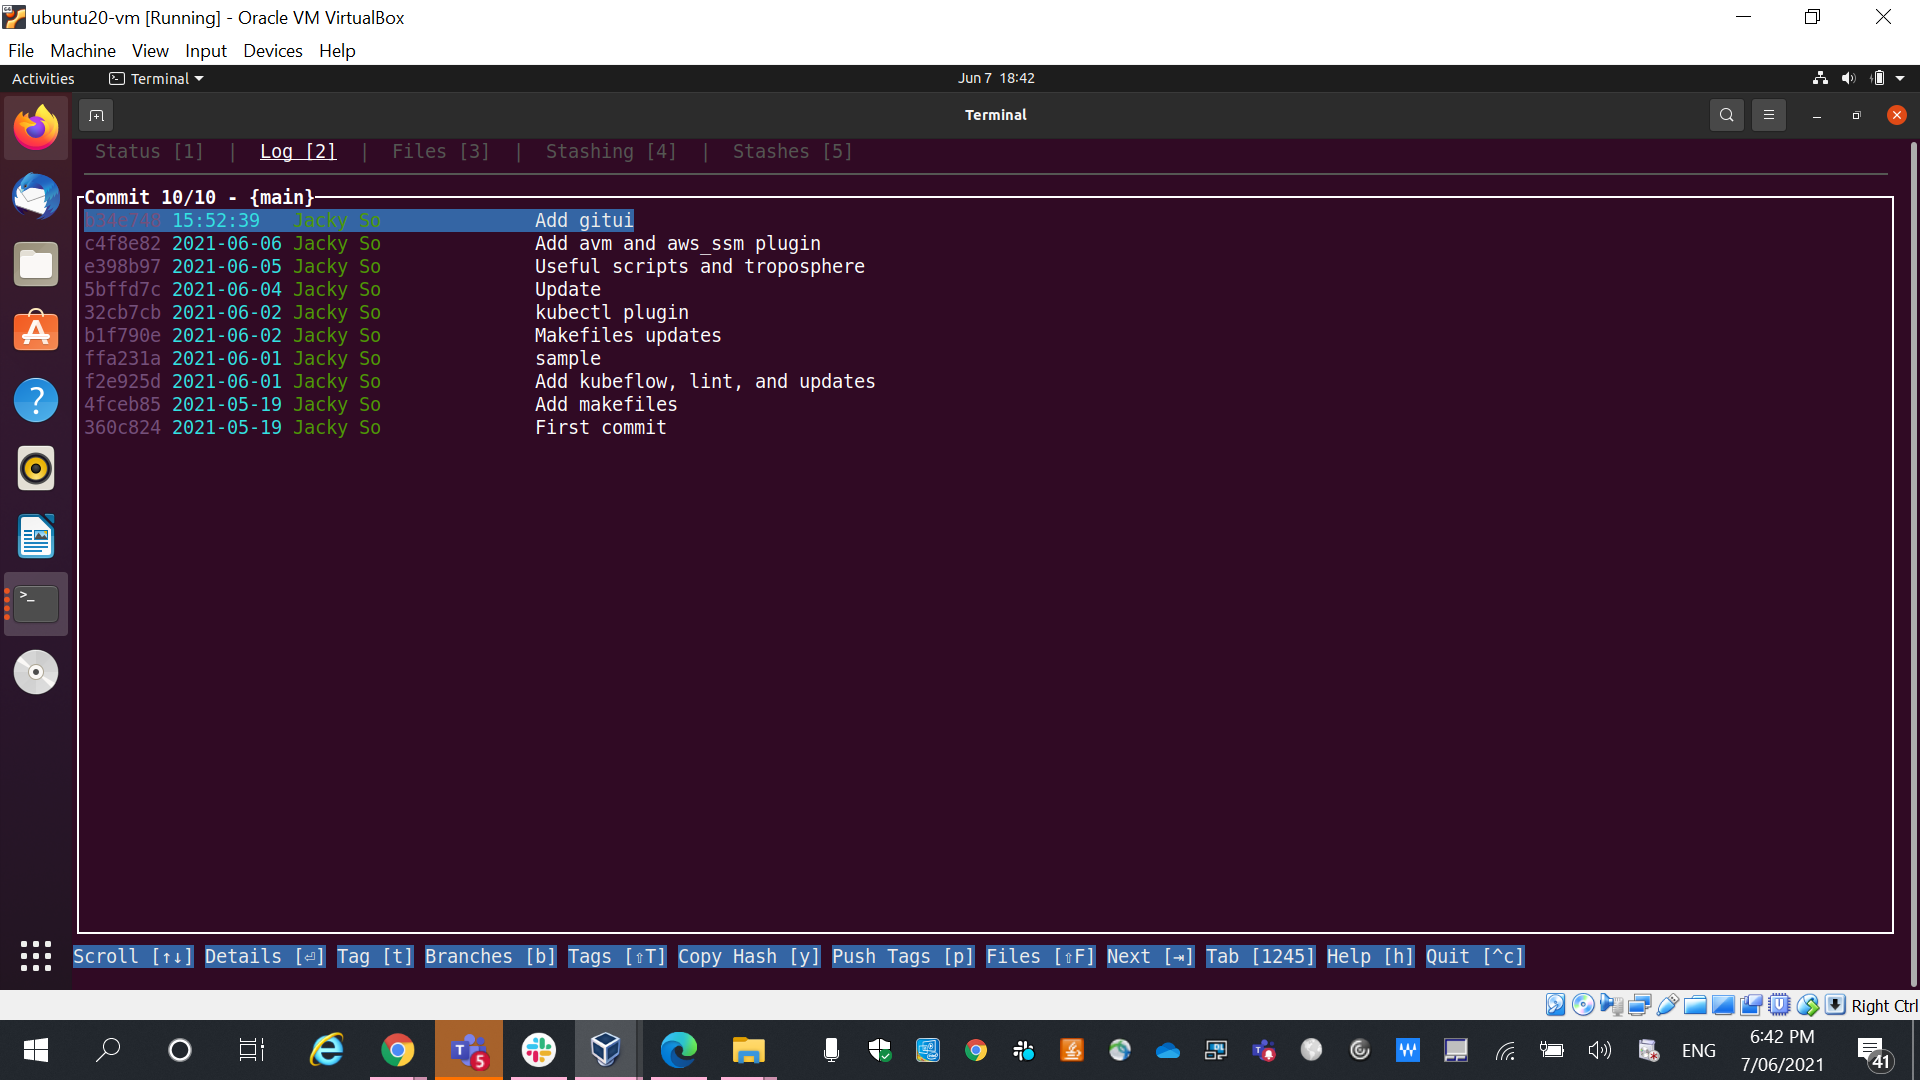 ubuntu20-vm [Running] - Oracle VM VirtualBox
File Machine View Input Devices Help
Activities Terminal Jun 7 18:42
Terminal
Status [1] | Log [2] | Files [3] | Stashing [4] | Stashes [5]
Commit 10/10 - {main}
b34e748 15:52:39 Jacky So Add gitui
c4f8e82 2021-06-06 Jacky So Add avm and aws_ssm plugin
e398b97 2021-06-05 Jacky So Useful scripts and troposphere
5bffd7c 2021-06-04 Jacky So Update
32cb7cb 2021-06-02 Jacky So kubectl plugin
b1f790e 2021-06-02 Jacky So Makefiles updates
ffa231a 2021-06-01 Jacky So sample
f2e925d 2021-06-01 Jacky So Add kubeflow, lint, and updates
4fceb85 2021-05-19 Jacky So Add makefiles
360c824 2021-05-19 Jacky So First commit
Scroll [↑↓] Details [⏎] Tag [t] Branches [b] Tags [⇧T] Copy Hash [y] Push Tags [p] Files [⇧F] Next [⇥] Tab [1245] Help [h] Quit [^c]
Right Ctrl
5
ENG
6:42 PM
7/06/2021
41